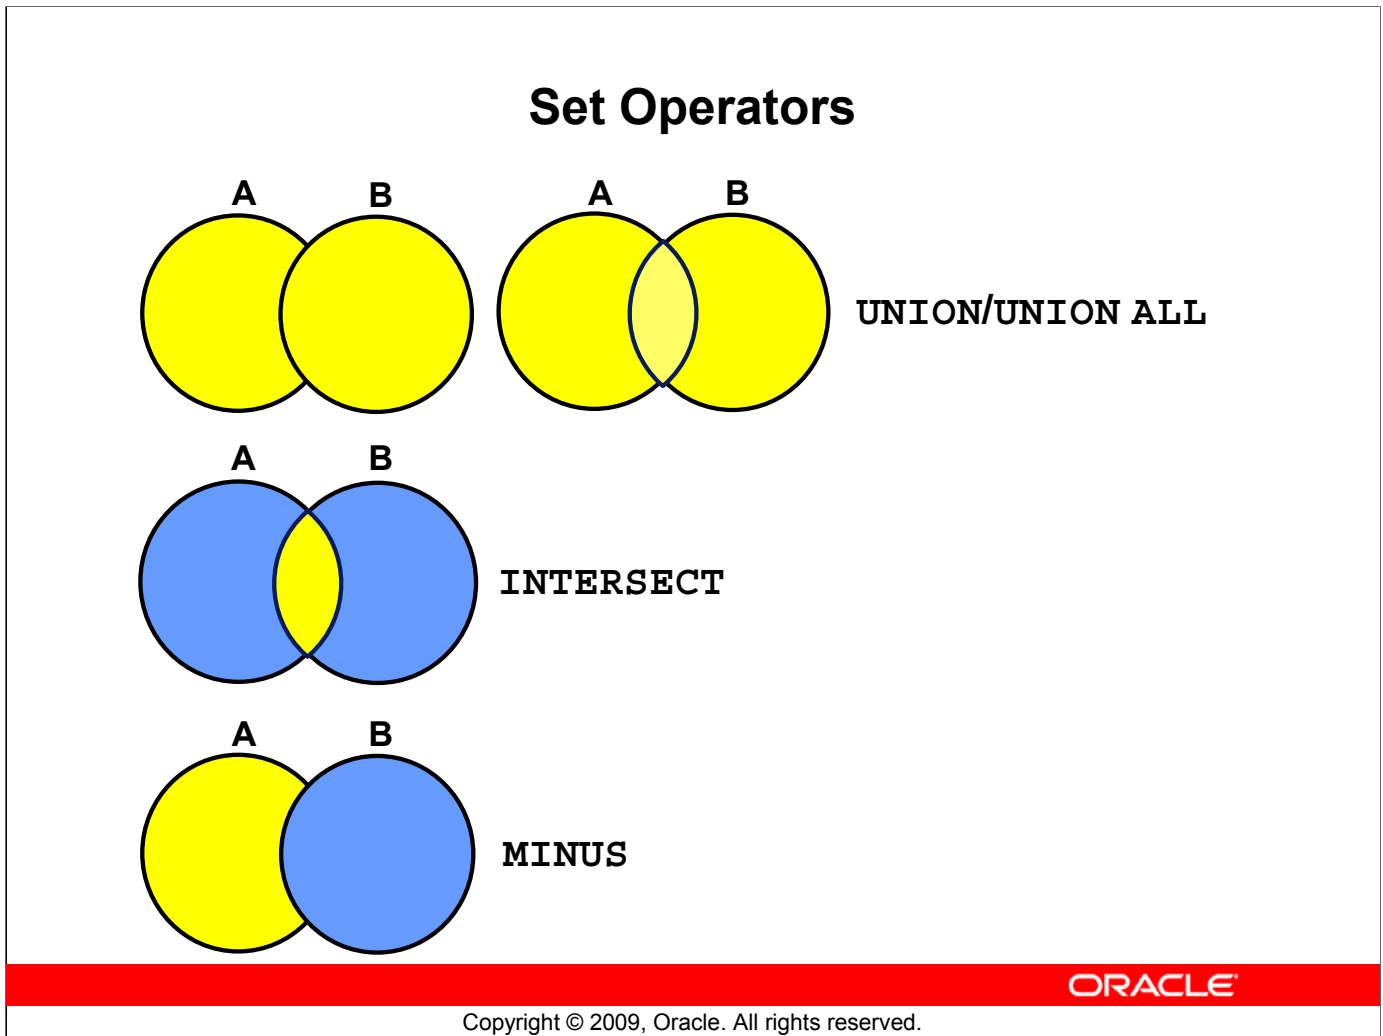 Set Operators
A B A B
UNION/UNION ALL
A B
INTERSECT
A B
MINUS
ORACLE
Copyright © 2009, Oracle. All rights reserved.